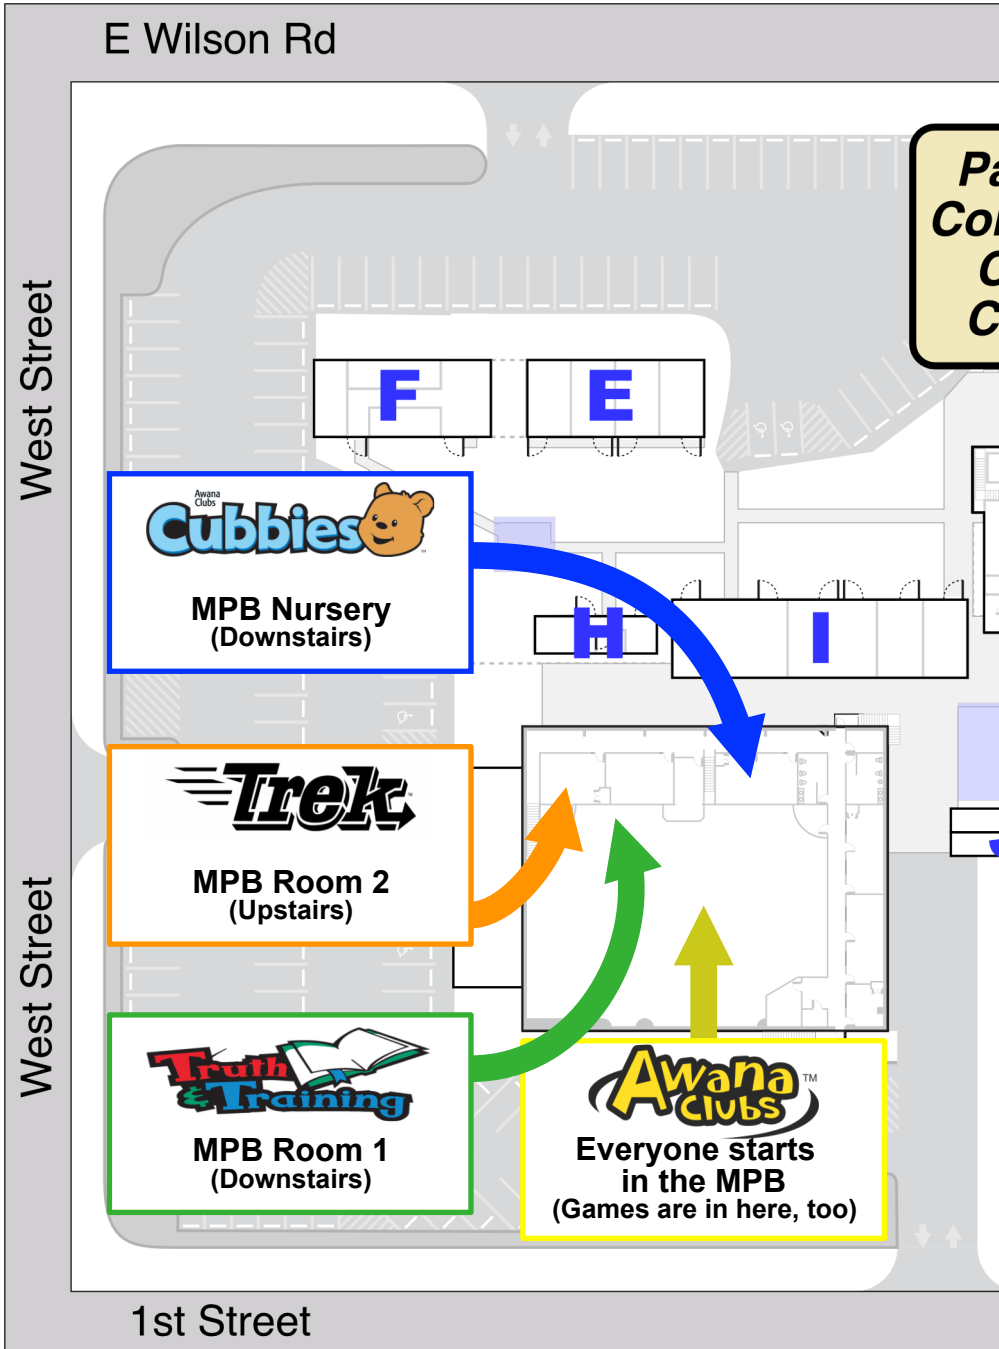 E Wilson Rd
West Street
F
E
Awana
Clubs
Cubbies
MPB Nursery
(Downstairs)
H
I
Trek
MPB Room 2
(Upstairs)
West Street
Truth
& Training
MPB Room 1
(Downstairs)
Awana
Clubs
TM
Everyone starts
in the MPB
(Games are in here, too)
1st Street